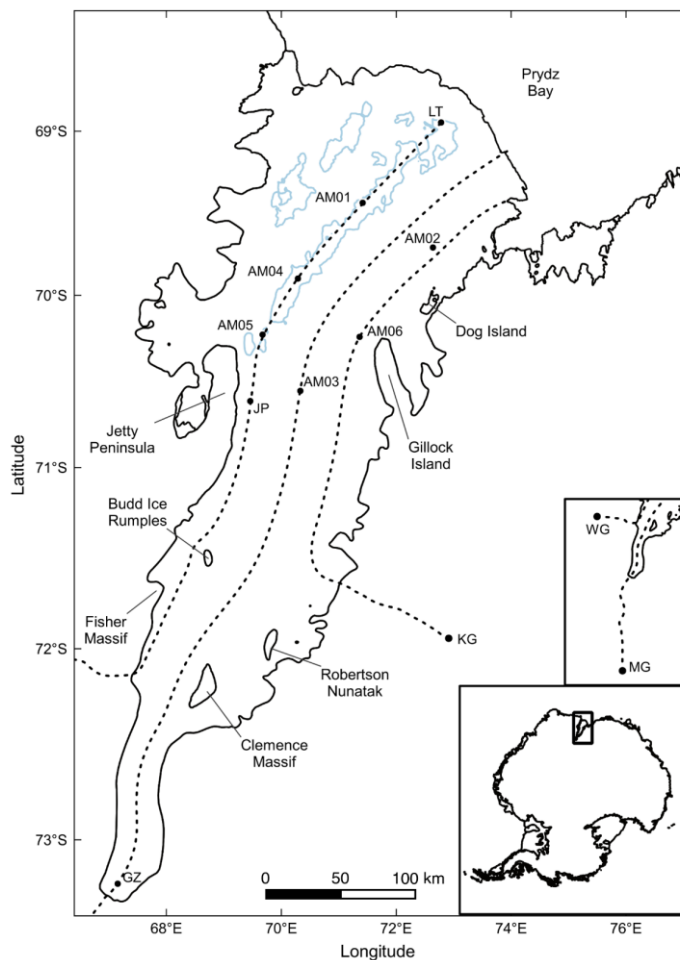 Prydz
Bay
LT
69°S
AM01
AM02
AM04
70°S
Dog Island
AM05
AM06
AM03
JP
Jetty
Peninsula
Gillock
Island
71°S
Latitude
Budd Ice
Rumples
WG
Fisher
Massif
KG
72°S
Robertson
Nunatak
MG
Clemence
Massif
73°S
GZ
0 50 100 km
68°E 70°E 72°E 74°E 76°E
Longitude